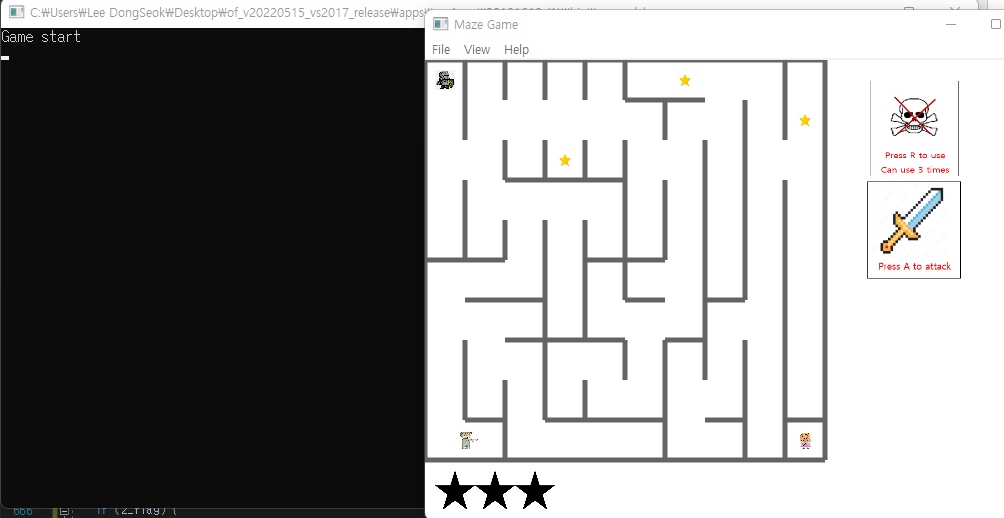 C:₩Users₩Lee DongSeok₩Desktop₩of_v20220515_vs2017_release₩apps₩
Game start
Maze Game
File View Help
Press R to use
Can use 3 times
Press A to attack
666